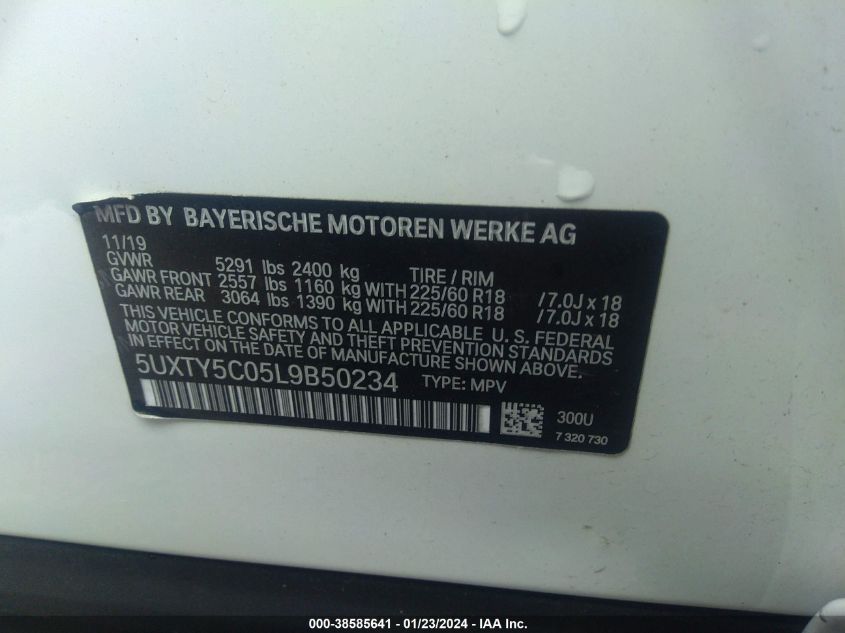 MFD BY BAYERISCHE MOTOREN WERKE AG
11/19
GVWR 5291 lbs 2400 kg TIRE / RIM
GAWR FRONT 2557 lbs 1160 kg WITH 225/60 R18 /7.0J x 18
GAWR REAR 3064 lbs 1390 kg WITH 225/60 R18 /7.0J x 18
THIS VEHICLE CONFORMS TO ALL APPLICABLE U. S. FEDERAL
MOTOR VEHICLE SAFETY AND THEFT PREVENTION STANDARDS
IN EFFECT ON THE DATE OF MANUFACTURE SHOWN ABOVE.
5UXTY5C05L9B50234 TYPE: MPV
300U
7 320 730
000-38585641 / 01/23/2024 / © IAA Inc.